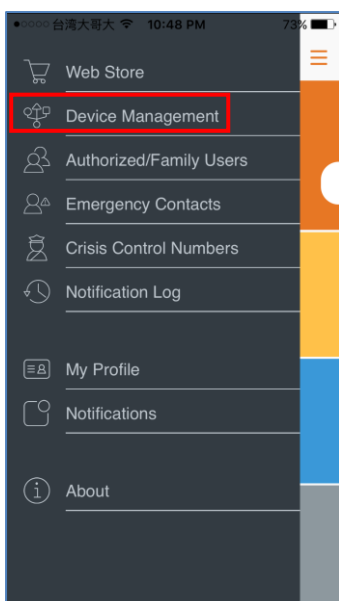 台湾大哥大 10:48 PM 73%
Web Store
Device Management
Authorized/Family Users
Emergency Contacts
Crisis Control Numbers
Notification Log
My Profile
Notifications
About